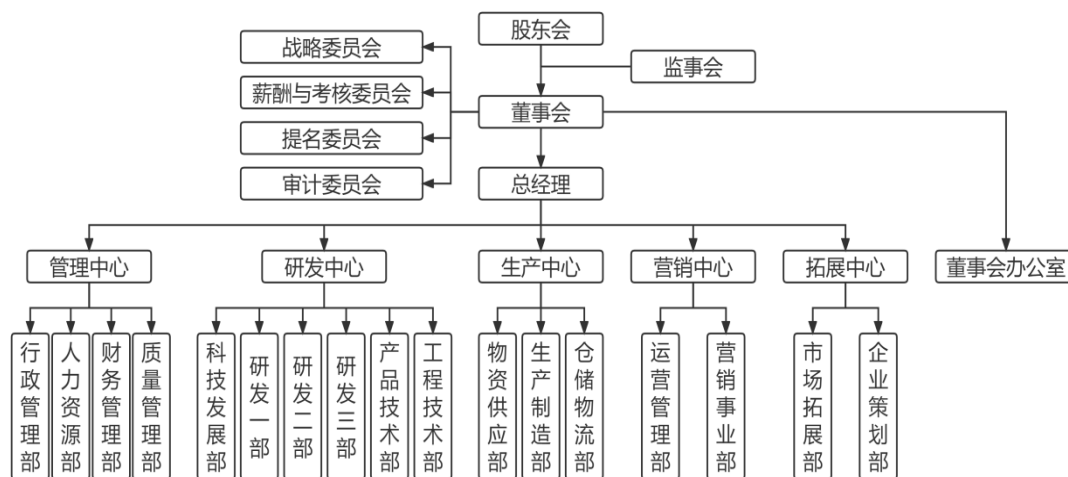 股东会
战略委员会
监事会
薪酬与考核委员会
董事会
提名委员会
审计委员会
总经理
管理中心
研发中心
生产中心
营销中心
拓展中心
董事会办公室
行政管理部
人力资源部
财务管理部
质量管理部
科技发展部
研发一部
研发二部
研发三部
产品技术部
工程技术部
物资供应部
生产制造部
仓储物流部
运营管理部
营销事业部
市场拓展部
企业策划部